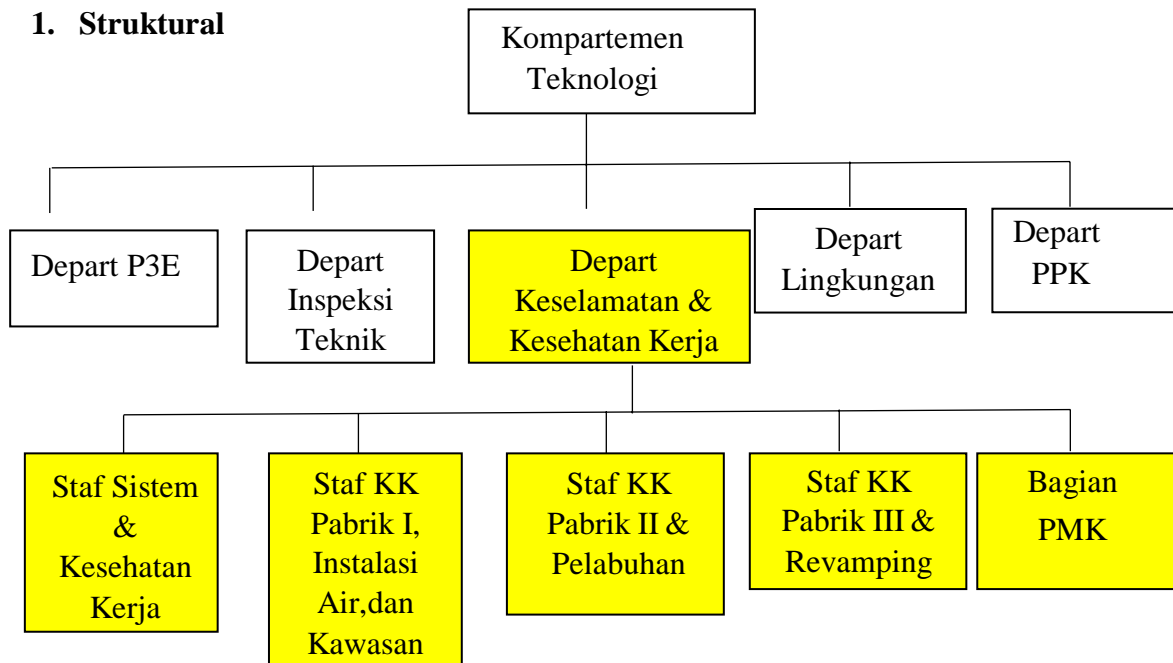 1. Struktural
Kompartemen
Teknologi
Depart P3E
Depart
Inspeksi
Teknik
Depart
Keselamatan &
Kesehatan Kerja
Depart
Lingkungan
Depart
PPK
Staf Sistem
&
Kesehatan
Kerja
Staf KK
Pabrik I,
Instalasi
Air,dan
Kawasan
Staf KK
Pabrik II &
Pelabuhan
Staf KK
Pabrik III &
Revamping
Bagian
PMK